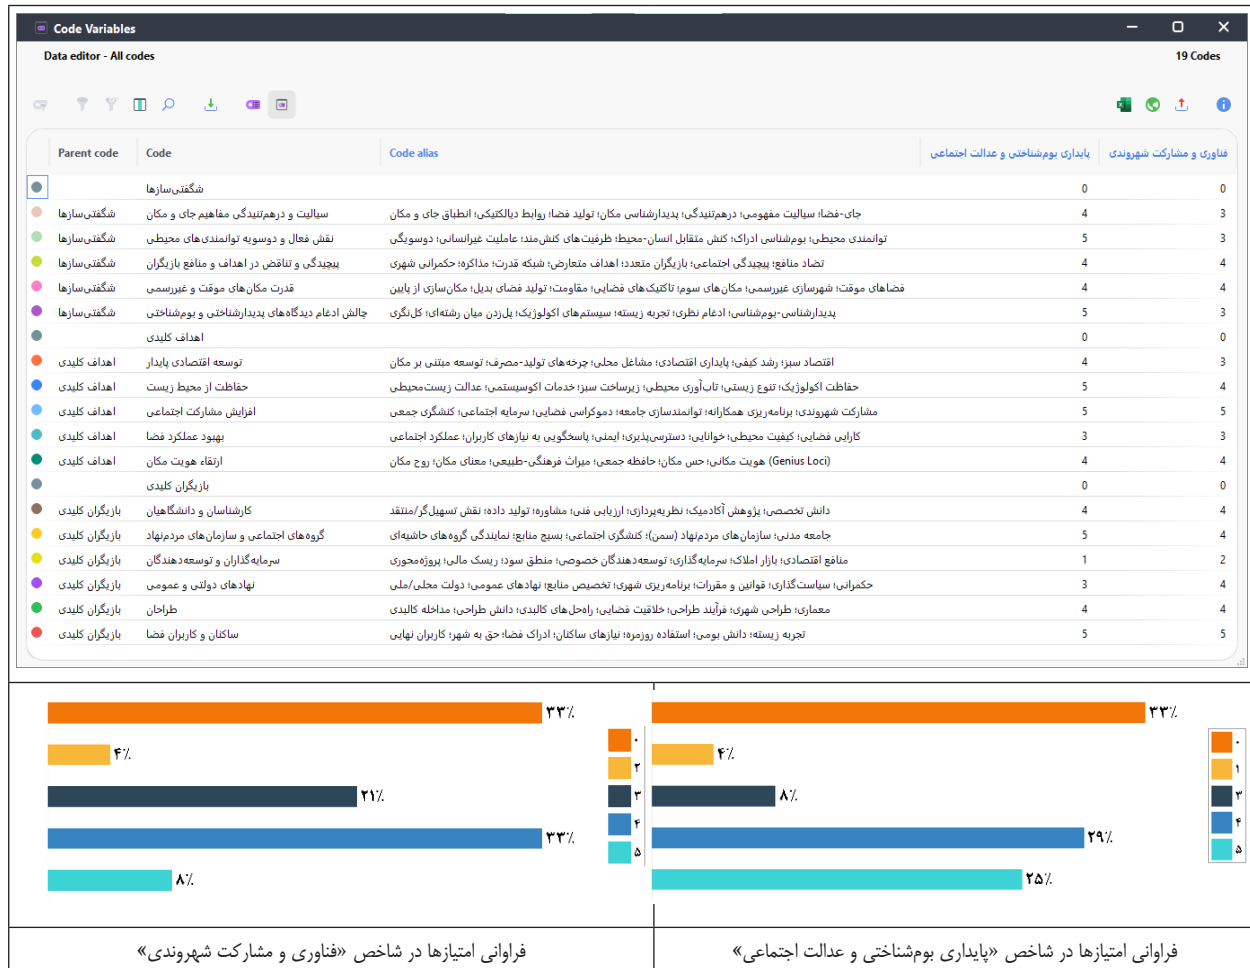 Code Variables
Data editor - All codes
19 Codes
Parent code Code Code alias پایداری بوم‌شناختی و عدالت اجتماعی فناوری و مشارکت شهروندی
شگفتی‌سازها 0 0
شگفتی‌سازها سیالیت و درهم‌تنیدگی مفاهیم جای و مکان جای-فضا؛ سیالیت مفهومی؛ درهم‌تنیدگی؛ پدیدارشناسی مکان؛ تولید فضا؛ روابط دیالکتیکی؛ انطباق جای و مکان 4 3
شگفتی‌سازها نقش فعال و دوسویه توانمندی‌های محیطی توانمندی محیطی؛ بوم‌شناسی ادراک؛ کنش متقابل انسان-محیط؛ ظرفیت‌های کنش‌مند؛ عاملیت غیرانسانی؛ دوسویگی 5 3
شگفتی‌سازها پیچیدگی و تناقض در اهداف و منافع بازیگران تضاد منافع؛ پیچیدگی اجتماعی؛ بازیگران متعدد؛ اهداف متعارض؛ شبکه قدرت؛ مذاکره؛ حکمرانی شهری 4 4
شگفتی‌سازها قدرت مکان‌های موقت و غیررسمی فضاهای موقت؛ شهرسازی غیررسمی؛ مکان‌های سوم؛ تاکتیک‌های فضایی؛ مقاومت؛ تولید فضای بدیل؛ مکان‌سازی از پایین 4 4
شگفتی‌سازها چالش ادغام دیدگاه‌های پدیدارشناختی و بوم‌شناختی پدیدارشناسی-بوم‌شناسی؛ ادغام نظری؛ تجربه زیسته؛ سیستم‌های اکولوژیک؛ پل‌زدن میان رشته‌ای؛ کل‌نگری 5 3
اهداف کلیدی 0 0
اهداف کلیدی توسعه اقتصادی پایدار اقتصاد سبز؛ رشد کیفی؛ پایداری اقتصادی؛ مشاغل محلی؛ چرخه‌های تولید-مصرف؛ توسعه مبتنی بر مکان 4 3
اهداف کلیدی حفاظت از محیط زیست حفاظت اکولوژیک؛ تنوع زیستی؛ تاب‌آوری محیطی؛ زیرساخت سبز؛ خدمات اکوسیستمی؛ عدالت زیست‌محیطی 5 4
اهداف کلیدی افزایش مشارکت اجتماعی مشارکت شهروندی؛ برنامه‌ریزی همکارانه؛ توانمندسازی جامعه؛ دموکراسی فضایی؛ سرمایه اجتماعی؛ کنشگری جمعی 5 5
اهداف کلیدی بهبود عملکرد فضا کارایی فضایی؛ کیفیت محیطی؛ خوانایی؛ دسترسی‌پذیری؛ ایمنی؛ پاسخگویی به نیازهای کاربران؛ عملکرد اجتماعی 3 3
اهداف کلیدی ارتقاء هویت مکان هویت مکانی؛ حس مکان؛ حافظه جمعی؛ میراث فرهنگی-طبیعی؛ معنای مکان؛ روح مکان (Genius Loci) 4 4
بازیگران کلیدی 0 0
بازیگران کلیدی کارشناسان و دانشگاهیان دانش تخصصی؛ پژوهش آکادمیک؛ نظریه‌پردازی؛ ارزیابی فنی؛ مشاوره؛ تولید داده؛ نقش تسهیل‌گر/منتقد 4 4
بازیگران کلیدی گروه‌های اجتماعی و سازمان‌های مردم‌نهاد جامعه مدنی؛ سازمان‌های مردم‌نهاد (سمن)؛ کنشگری اجتماعی؛ بسیج منابع؛ نمایندگی گروه‌های حاشیه‌ای 5 4
بازیگران کلیدی سرمایه‌گذاران و توسعه‌دهندگان منافع اقتصادی؛ بازار املاک؛ سرمایه‌گذاری؛ توسعه‌دهندگان خصوصی؛ منطق سود؛ ریسک مالی؛ پروژه‌محوری 1 2
بازیگران کلیدی نهادهای دولتی و عمومی حکمرانی؛ سیاست‌گذاری؛ قوانین و مقررات؛ برنامه‌ریزی شهری؛ تخصیص منابع؛ نهادهای عمومی؛ دولت محلی/ملی 3 4
بازیگران کلیدی طراحان معماری؛ طراحی شهری؛ فرآیند طراحی؛ خلاقیت فضایی؛ راه‌حل‌های کالبدی؛ دانش طراحی؛ مداخله کالبدی 4 4
بازیگران کلیدی ساکنان و کاربران فضا تجربه زیسته؛ دانش بومی؛ استفاده روزمره؛ نیازهای ساکنان؛ ادراک فضا؛ حق به شهر؛ کاربران نهایی 5 5
۳۳٪
۴٪
۲۱٪
۳۳٪
۸٪
۰
۲
۳
۴
۵
۳۳٪
۴٪
۸٪
۲۹٪
۲۵٪
۰
۱
۳
۴
۵
فراوانی امتیازها در شاخص «فناوری و مشارکت شهروندی»
فراوانی امتیازها در شاخص «پایداری بوم‌شناختی و عدالت اجتماعی»